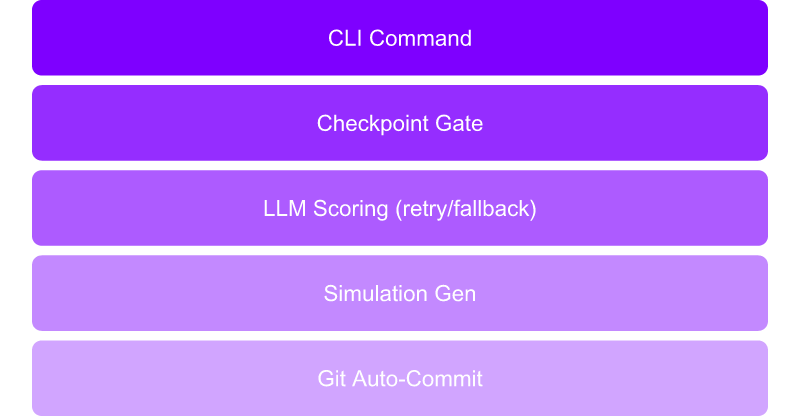 CLI Command
Checkpoint Gate
LLM Scoring (retry/fallback)
Simulation Gen
Git Auto-Commit